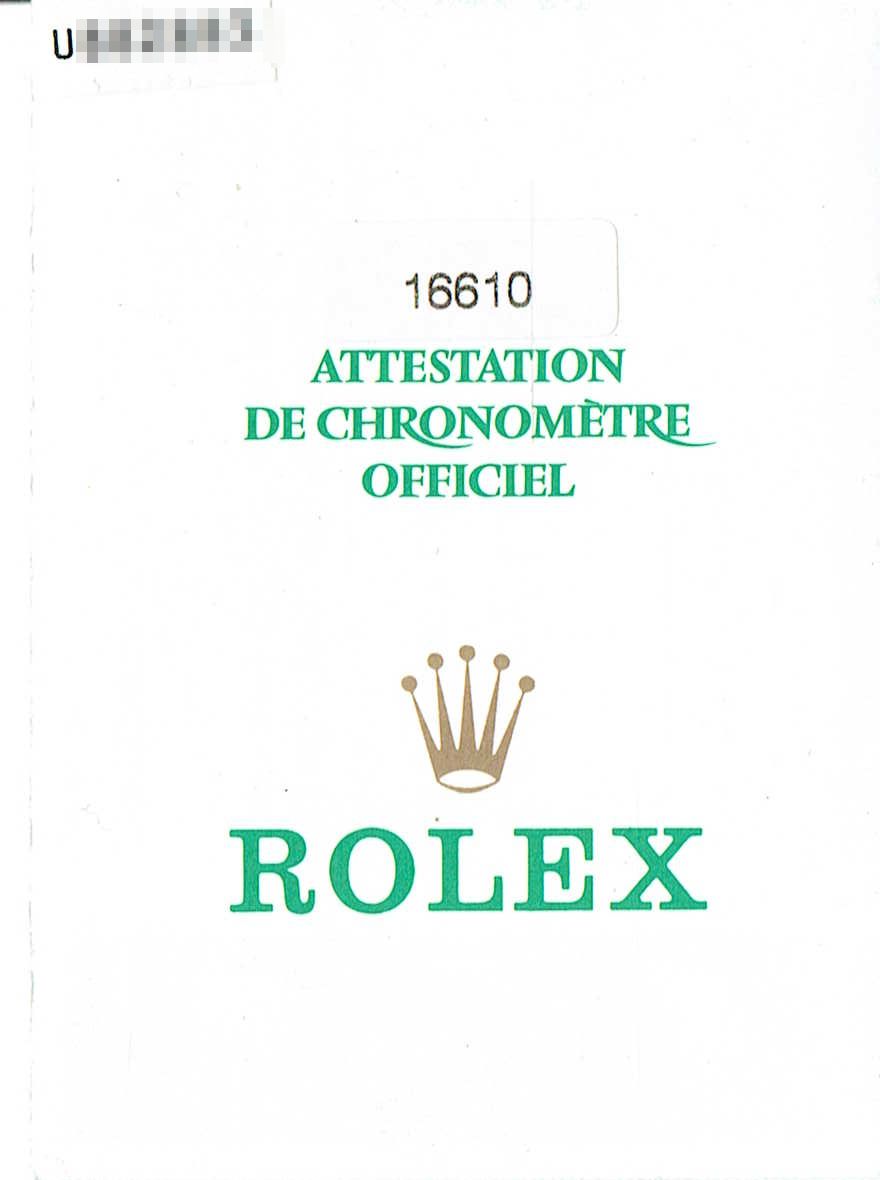 U
16610
ATTESTATION
DE CHRONOMÈTRE
OFFICIEL
ROLEX